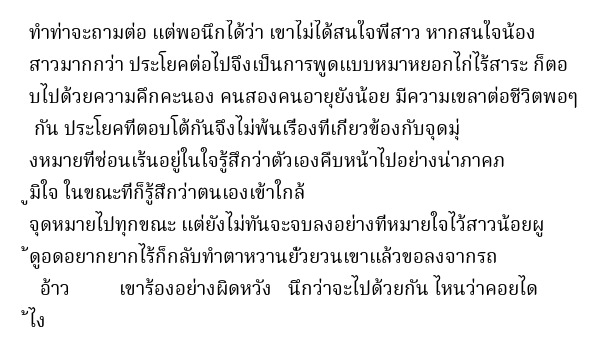 ทำท่าจะถามต่อ แต่พอนึกได้ว่า เขาไม่ได้สนใจพี่สาว หากสนใจน้อง
สาวมากกว่า ประโยคต่อไปจึงเป็นการพูดแบบหมาหยอกไก่ไร้สาระ ก็ตอ
บไปด้วยความคึกคะนอง คนสองคนอายุยังน้อย มีความเขลาต่อชีวิตพอๆ
กัน ประโยคที่ตอบโต้กันจึงไม่พ้นเรื่องที่เกี่ยวข้องกับจุดมุ่
งหมายที่ซ่อนเร้นอยู่ในใจรู้สึกว่าตัวเองคืบหน้าไปอย่างน่าภาคภ
ูมิใจ ในขณะที่ก็รู้สึกว่าตนเองเข้าใกล้
จุดหมายไปทุกขณะ แต่ยังไม่ทันจะจบลงอย่างที่หมายใจไว้สาวน้อยผู
้ดูอดอยากยากไร้ก็กลับทำตาหวานยั่วยวนเขาแล้วขอลงจากรถ
อ้าว เขาร้องอย่างผิดหวัง นึกว่าจะไปด้วยกัน ไหนว่าคอยได
้ไง